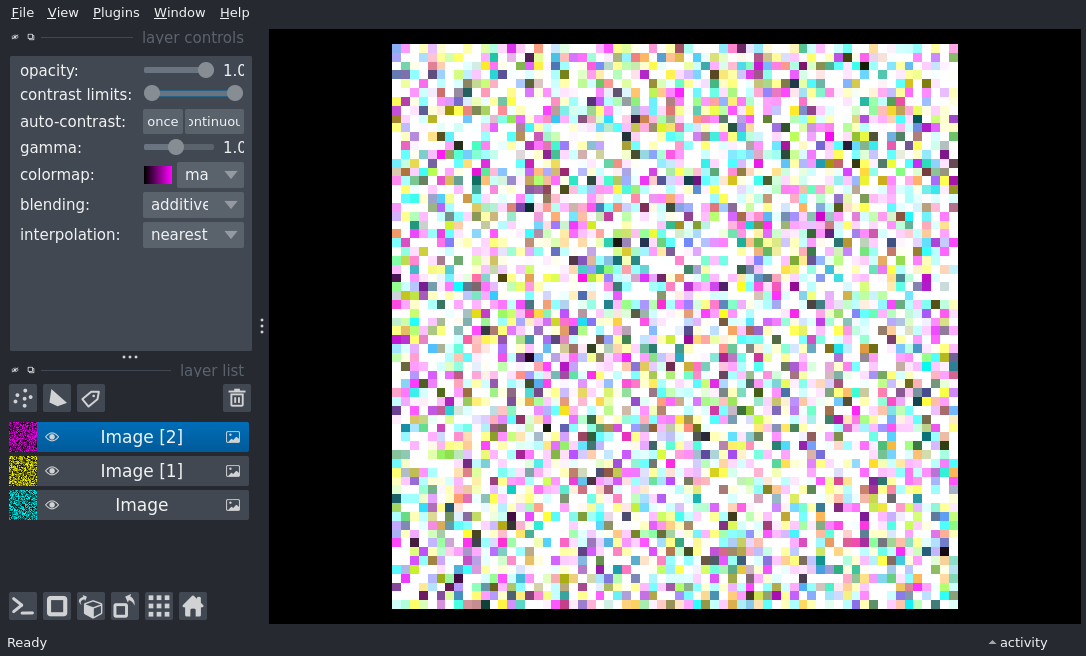 File View Plugins Window Help
layer controls
opacity: 1.0
contrast limits:
auto-contrast: once ontinuou
gamma: 1.0
colormap: ma
blending: additive
interpolation: nearest
layer list
Image [2]
Image [1]
Image
Ready activity